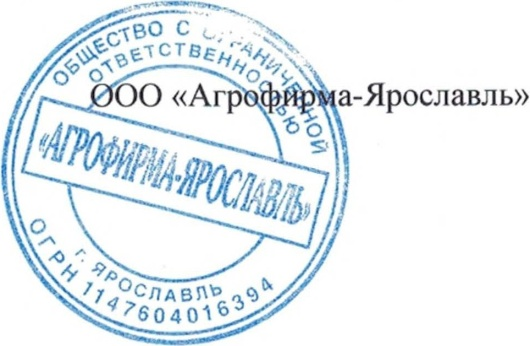 ООО «Агрофирма-Ярославль»
ОБЩЕСТВО С ОГРАНИЧЕННОЙ
ОТВЕТСТВЕННОСТЬЮ
«АГРОФИРМА-ЯРОСЛАВЛЬ»
г. ЯРОСЛАВЛЬ
ОГРН 1147604016394